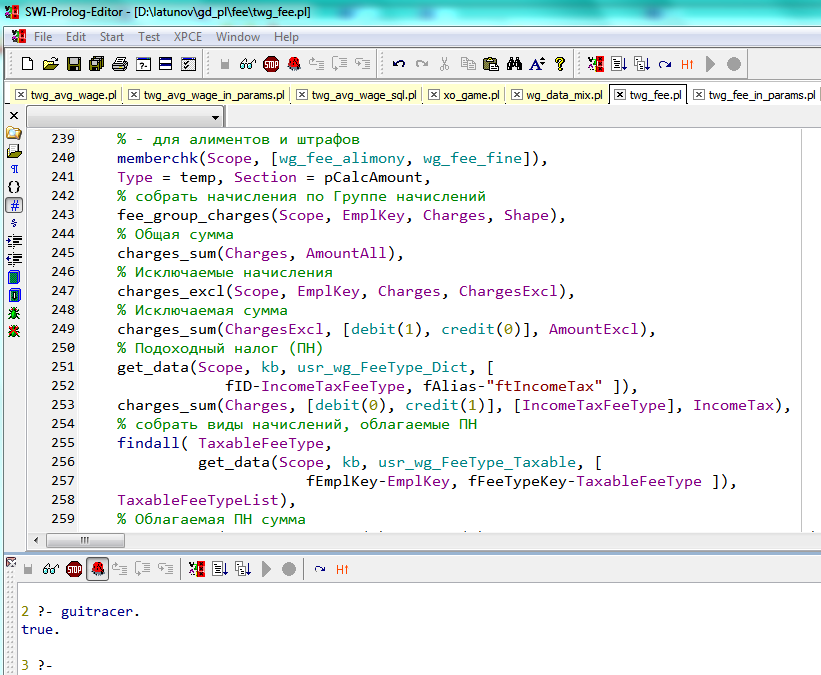 SWI-Prolog-Editor - [D:\latunov\gd_pl\fee\twg_fee.pl]
File Edit Start Test XPCE Window Help
twg_avg_wage.pl twg_avg_wage_in_params.pl twg_avg_wage_sql.pl xo_game.pl wg_data_mix.pl twg_fee.pl twg_fee_in_params.pl
239 % - для алиментов и штрафов
240 memberchk(Scope, [wg_fee_alimony, wg_fee_fine]),
241 Type = temp, Section = pCalcAmount,
242 % собрать начисления по Группе начислений
243 fee_group_charges(Scope, EmplKey, Charges, Shape),
244 % Общая сумма
245 charges_sum(Charges, AmountAll),
246 % Исключаемые начисления
247 charges_excl(Scope, EmplKey, Charges, ChargesExcl),
248 % Исключаемая сумма
249 charges_sum(ChargesExcl, [debit(1), credit(0)], AmountExcl),
250 % Подоходный налог (ПН)
251 get_data(Scope, kb, usr_wg_FeeType_Dict, [
252 fID-IncomeTaxFeeType, fAlias-"ftIncomeTax" ]),
253 charges_sum(Charges, [debit(0), credit(1)], [IncomeTaxFeeType], IncomeTax),
254 % собрать виды начислений, облагаемые ПН
255 findall( TaxableFeeType,
256 get_data(Scope, kb, usr_wg_FeeType_Taxable, [
257 fEmplKey-EmplKey, fFeeTypeKey-TaxableFeeType ]),
258 TaxableFeeTypeList),
259 % Облагаемая ПН сумма
2 ?- guitracer.
true.
3 ?-